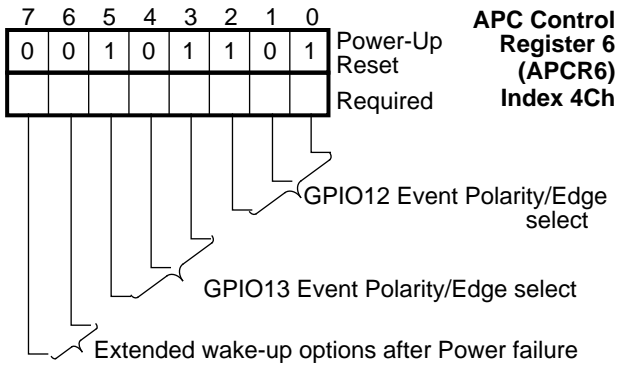 7 6 5 4 3 2 1 0
APC Control
Register 6
(APCR6)
Index 4Ch
0 0 1 0 1 1 0 1
Power-Up
Reset
Required
GPIO12 Event Polarity/Edge
select
GPIO13 Event Polarity/Edge select
Extended wake-up options after Power failure